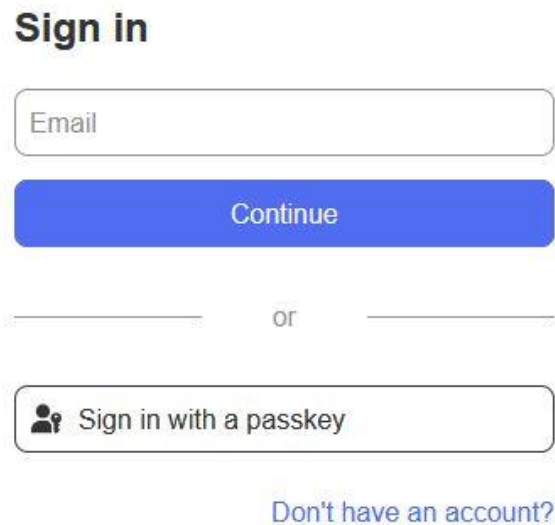 Sign in
Email
Continue
or
Sign in with a passkey
Don't have an account?